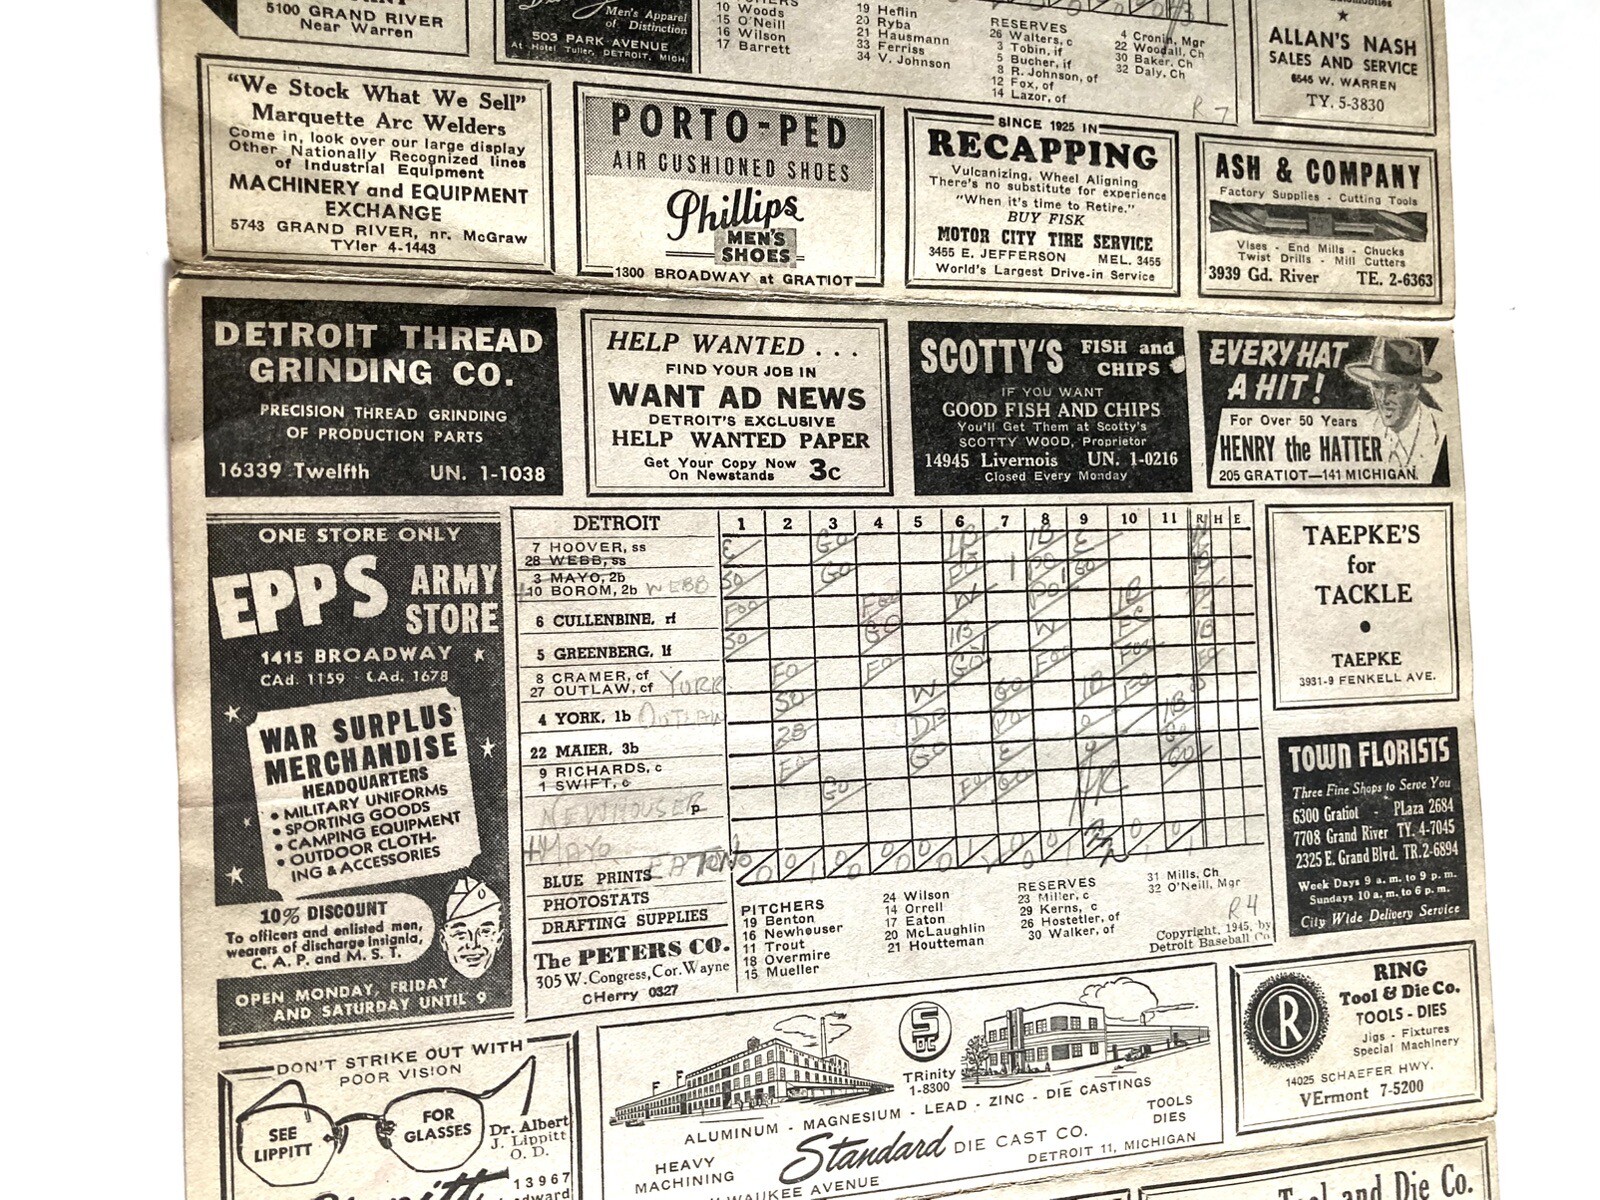 5100 GRAND RIVER
Near Warren
Men's Apparel
of Distinction
503 PARK AVENUE
At Hotel Tuller, DETROIT, MICH.
10 Woods
15 O'Neill
16 Wilson
17 Barrett
19 Heflin
20 Ryba
21 Hausmann
33 Ferriss
34 V. Johnson
RESERVES
26 Walters, c
3 Tobin, if
5 Bucher, if
8 R. Johnson, of
12 Fox, of
14 Lazor, of
4 Cronin, Mgr
22 Woodall, Ch
30 Baker, Ch
32 Daly, Ch
R 7
ALLAN'S NASH
SALES AND SERVICE
6545 W. WARREN
TY. 5-3830
"We Stock What We Sell"
Marquette Arc Welders
Come in, look over our large display
Other Nationally Recognized lines
of Industrial Equipment
MACHINERY and EQUIPMENT
EXCHANGE
5743 GRAND RIVER, nr. McGraw
TYler 4-1443
PORTO-PED
AIR CUSHIONED SHOES
Phillips
MEN'S
SHOES
1300 BROADWAY at GRATIOT
SINCE 1925 IN
RECAPPING
Vulcanizing, Wheel Aligning
There's no substitute for experience
"When it's time to Retire."
BUY FISK
MOTOR CITY TIRE SERVICE
3455 E. JEFFERSON MEL. 3455
World's Largest Drive-in Service
ASH & COMPANY
Factory Supplies - Cutting Tools
Vises - End Mills - Chucks
Twist Drills - Mill Cutters
3939 Gd. River TE. 2-6363
DETROIT THREAD
GRINDING CO.
PRECISION THREAD GRINDING
OF PRODUCTION PARTS
16339 Twelfth UN. 1-1038
HELP WANTED . . .
FIND YOUR JOB IN
WANT AD NEWS
DETROIT'S EXCLUSIVE
HELP WANTED PAPER
Get Your Copy Now
On Newstands 3c
SCOTTY'S FISH and
CHIPS
IF YOU WANT
GOOD FISH AND CHIPS
You'll Get Them at Scotty's
SCOTTY WOOD, Proprietor
14945 Livernois UN. 1-0216
Closed Every Monday
EVERY HAT
A HIT!
For Over 50 Years
HENRY the HATTER
205 GRATIOT—141 MICHIGAN
ONE STORE ONLY
EPPS ARMY
STORE
1415 BROADWAY
CAd. 1159 - CAd. 1678
WAR SURPLUS
MERCHANDISE
HEADQUARTERS
• MILITARY UNIFORMS
• SPORTING GOODS
• CAMPING EQUIPMENT
• OUTDOOR CLOTH-
ING & ACCESSORIES
10% DISCOUNT
To officers and enlisted men,
wearers of discharge insignia,
C. A. P. and M. S. T.
OPEN MONDAY, FRIDAY
AND SATURDAY UNTIL 9
DETROIT 1 2 3 4 5 6 7 8 9 10 11 R H E
7 HOOVER, ss
28 WEBB, ss
3 MAYO, 2b
10 BOROM, 2b WEBB
6 CULLENBINE, rf
5 GREENBERG, lf
8 CRAMER, cf YORK
27 OUTLAW, cf
4 YORK, 1b OUTLAW
22 MAIER, 3b
9 RICHARDS, c
1 SWIFT, c
NEWHOUSER p
MAYO
BLUE PRINTS
PHOTOSTATS
DRAFTING SUPPLIES
The PETERS CO.
305 W. Congress, Cor. Wayne
CHerry 0327
PITCHERS
19 Benton
16 Newhouser
11 Trout
18 Overmire
15 Mueller
24 Wilson
14 Orrell
17 Eaton
20 McLaughlin
21 Houtteman
RESERVES
23 Miller, c
29 Kerns, c
26 Hostetler, of
30 Walker, of
31 Mills, Ch
32 O'Neill, Mgr
R 4
Copyright, 1945, by
Detroit Baseball Co.
TAEPKE'S
for
TACKLE
•
TAEPKE
3931-9 FENKELL AVE.
TOWN FLORISTS
Three Fine Shops to Serve You
6300 Gratiot - Plaza 2684
7708 Grand River TY. 4-7045
2325 E. Grand Blvd. TR. 2-6894
Week Days 9 a. m. to 9 p. m.
Sundays 10 a. m. to 6 p. m.
City Wide Delivery Service
DON'T STRIKE OUT WITH
POOR VISION
SEE
LIPPITT
FOR
GLASSES
Dr. Albert
J. Lippitt
O. D.
13967
TRinity
1-8300
ALUMINUM - MAGNESIUM - LEAD - ZINC - DIE CASTINGS
HEAVY
MACHINING
Standard DIE CAST CO.
DETROIT 11, MICHIGAN
TOOLS
DIES
WAUKEE AVENUE
R
RING
Tool & Die Co.
TOOLS - DIES
Jigs - Fixtures
Special Machinery
14025 SCHAEFER HWY.
VErmont 7-5200
Tool and Die Co.